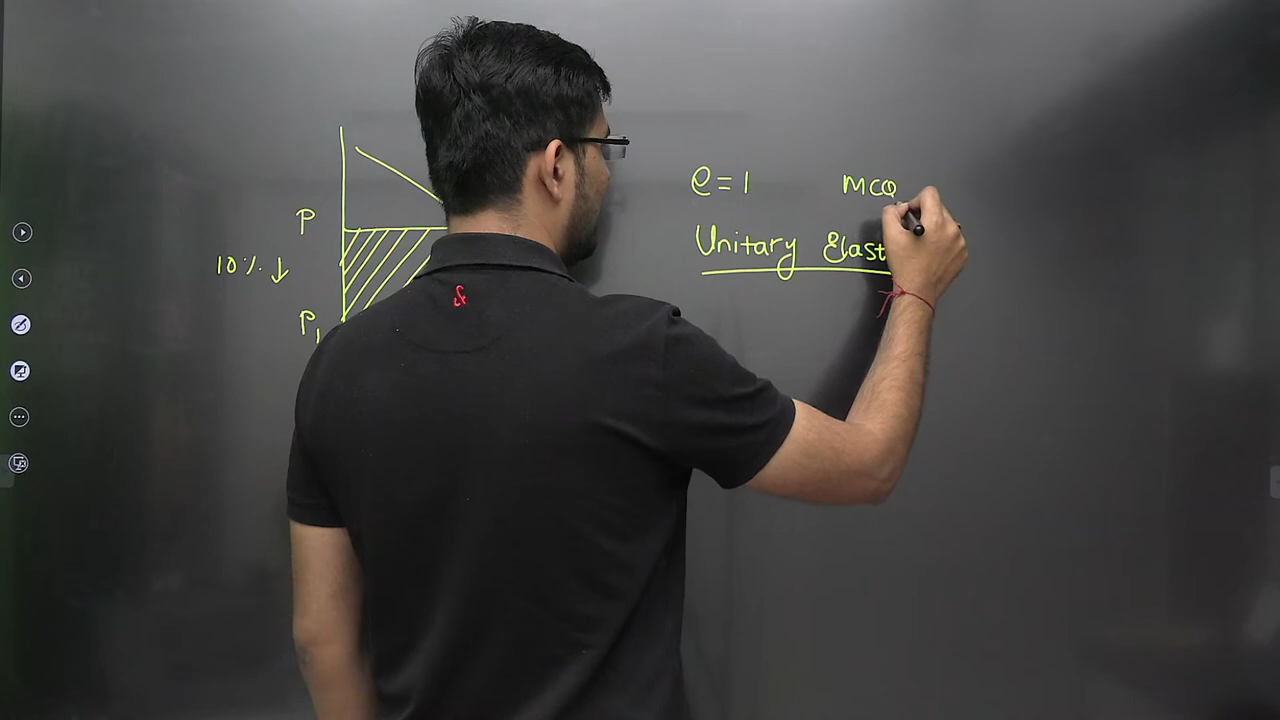 e = 1
MCQ
P
Unitary Elast
10% ↓
P1